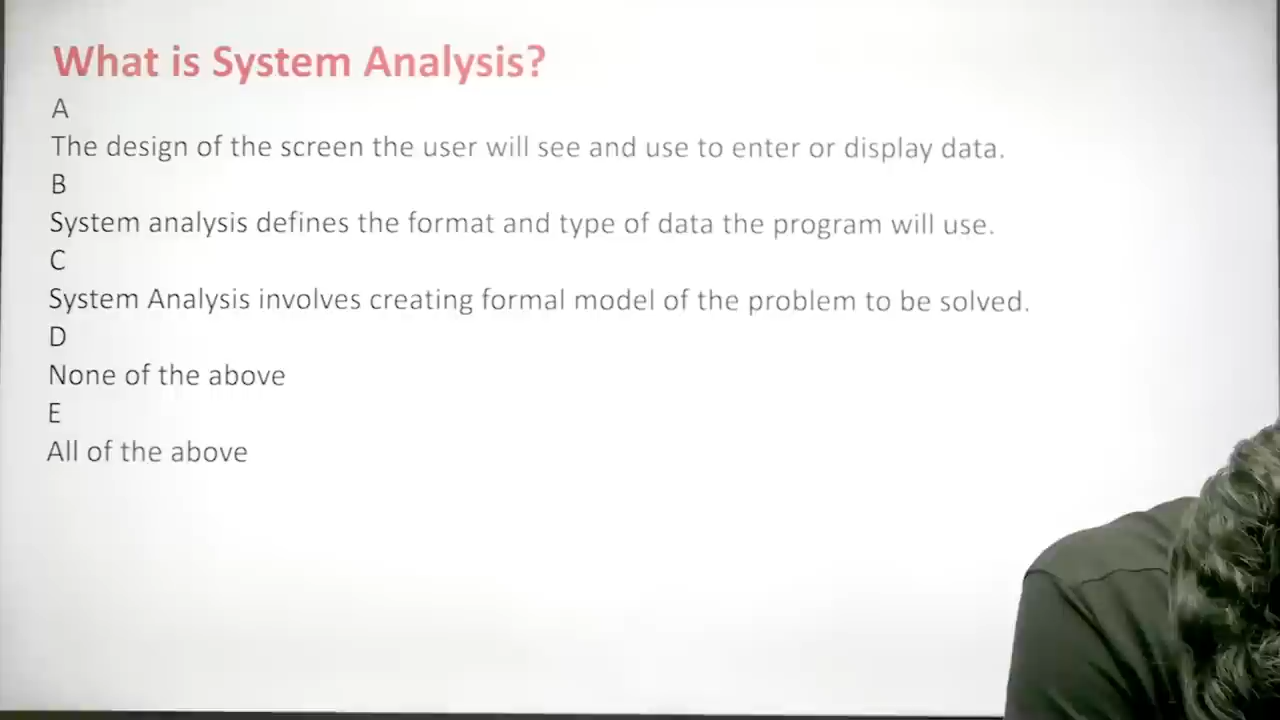 What is System Analysis?
A
The design of the screen the user will see and use to enter or display data.
B
System analysis defines the format and type of data the program will use.
C
System Analysis involves creating formal model of the problem to be solved.
D
None of the above
E
All of the above